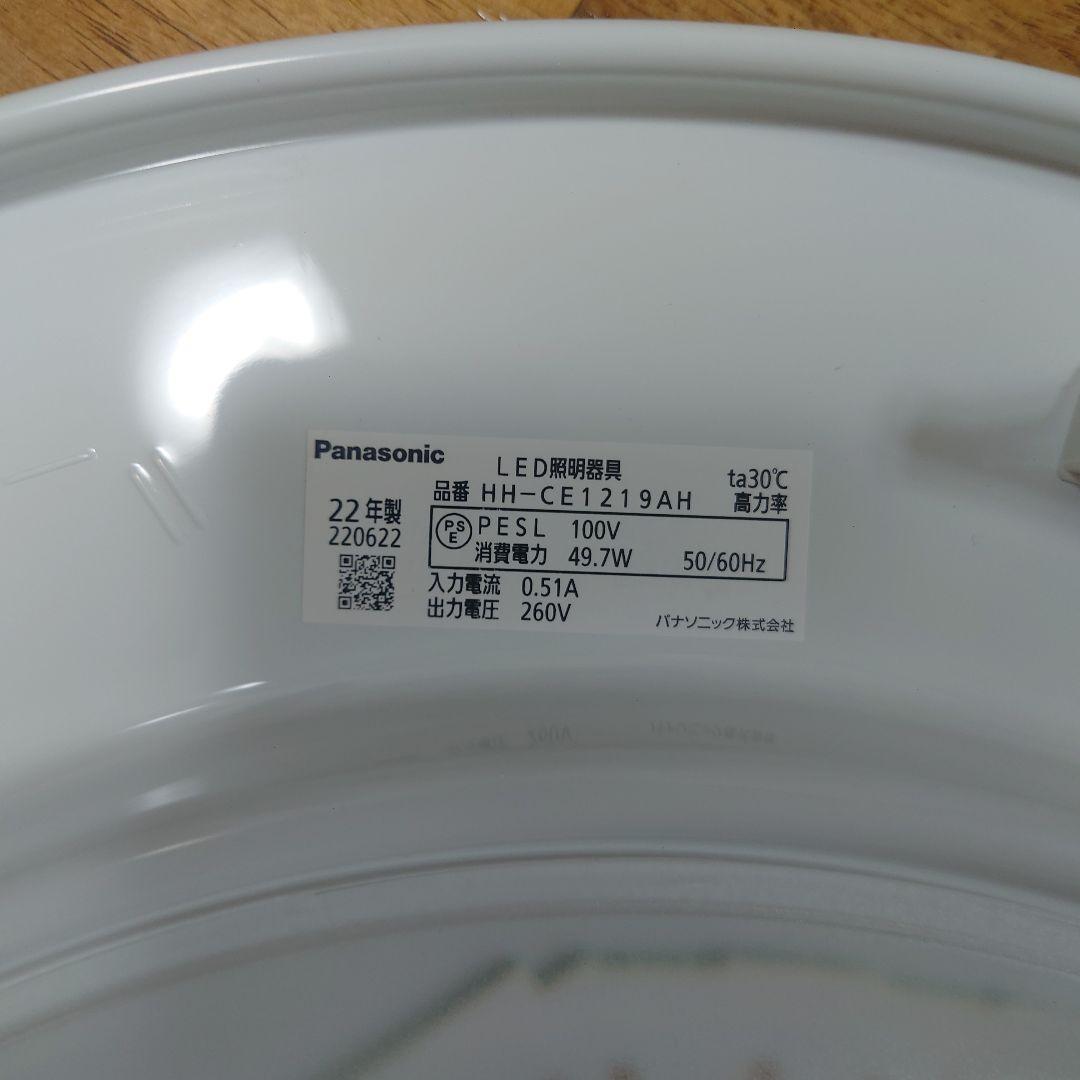 Panasonic
LED照明器具
ta30℃
品番 HH-CE1219AH
高力率
22年製
220622
PSE
PESL 100V
消費電力 49.7W 50/60Hz
入力電流 0.51A
出力電圧 260V
パナソニック株式会社